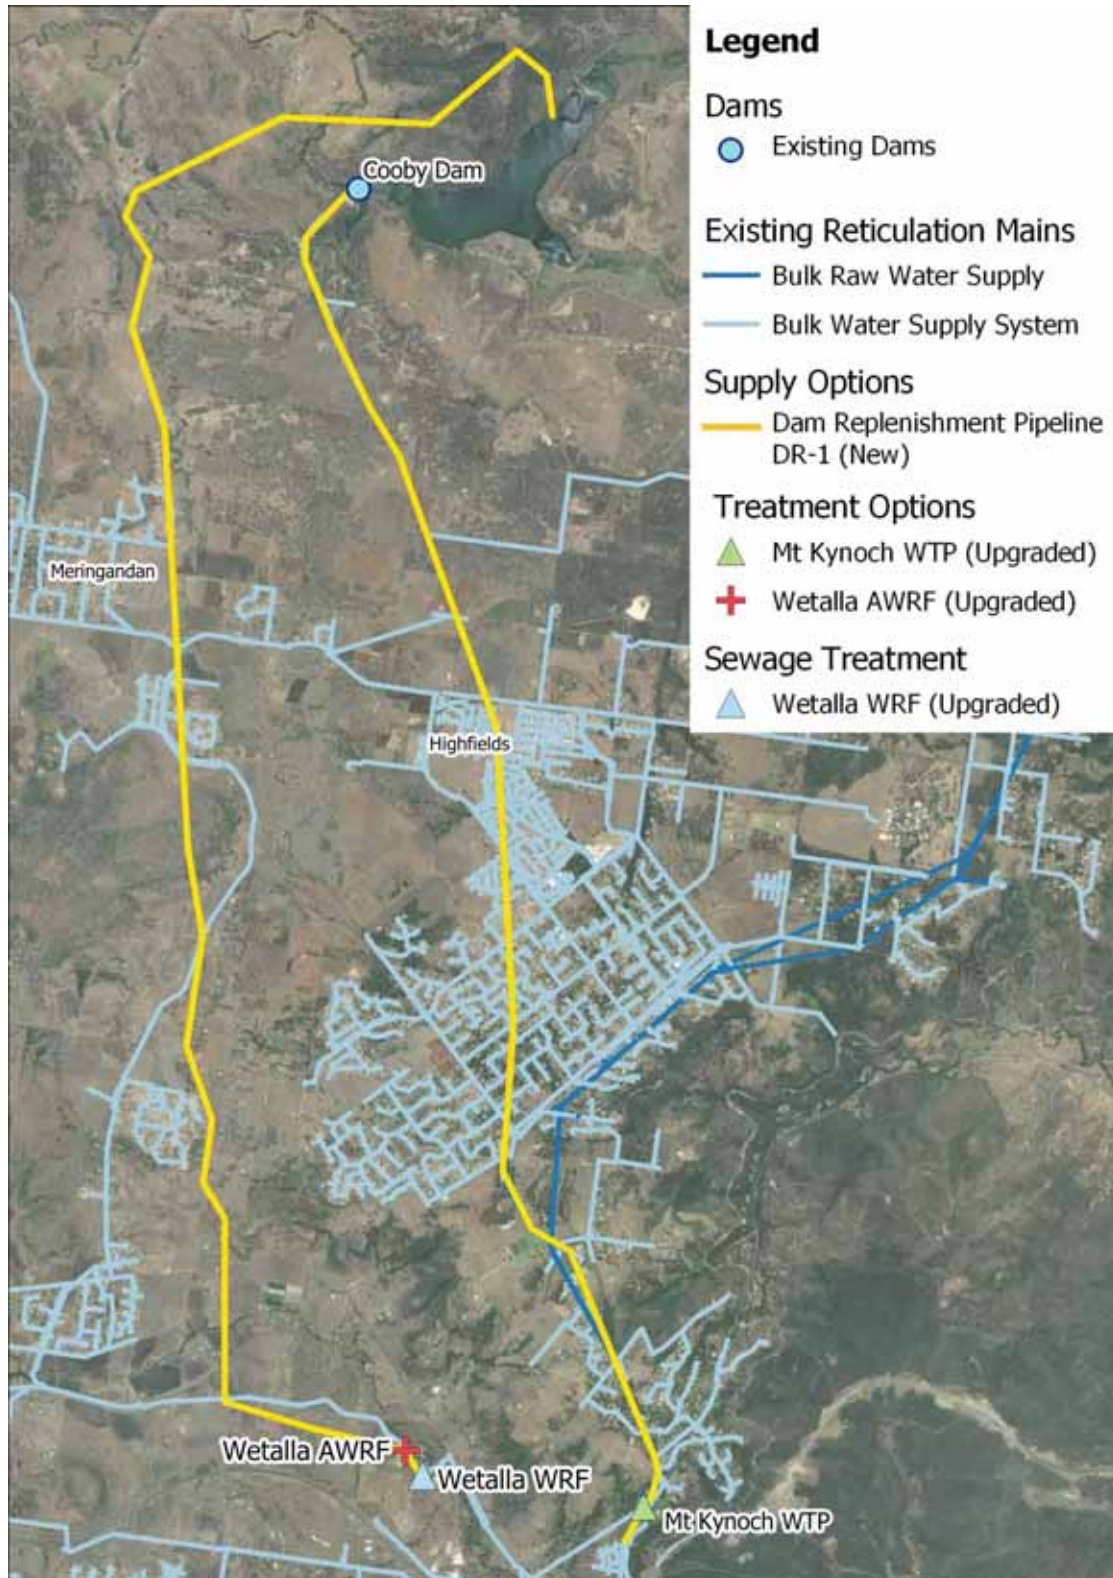 Legend
Dams
Existing Dams
Existing Reticulation Mains
Bulk Raw Water Supply
Bulk Water Supply System
Supply Options
Dam Replenishment Pipeline
DR-1 (New)
Treatment Options
Mt Kynoch WTP (Upgraded)
Wetalla AWRF (Upgraded)
Sewage Treatment
Wetalla WRF (Upgraded)
Cooby Dam
Meringandan
Highfields
Wetalla AWRF
Wetalla WRF
Mt Kynoch WTP